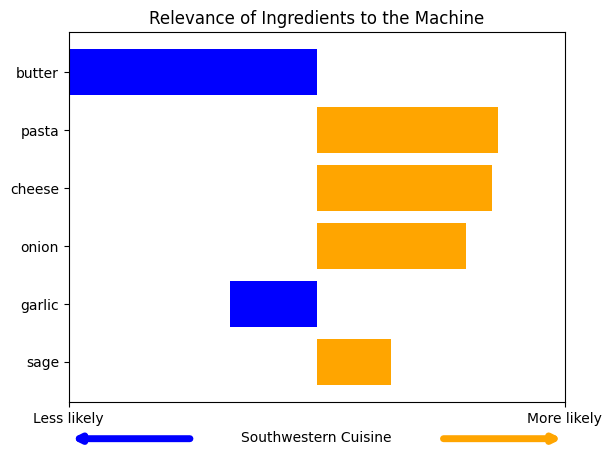 Relevance of Ingredients to the Machine
butter
pasta
cheese
onion
garlic
sage
Less likely
More likely
Southwestern Cuisine